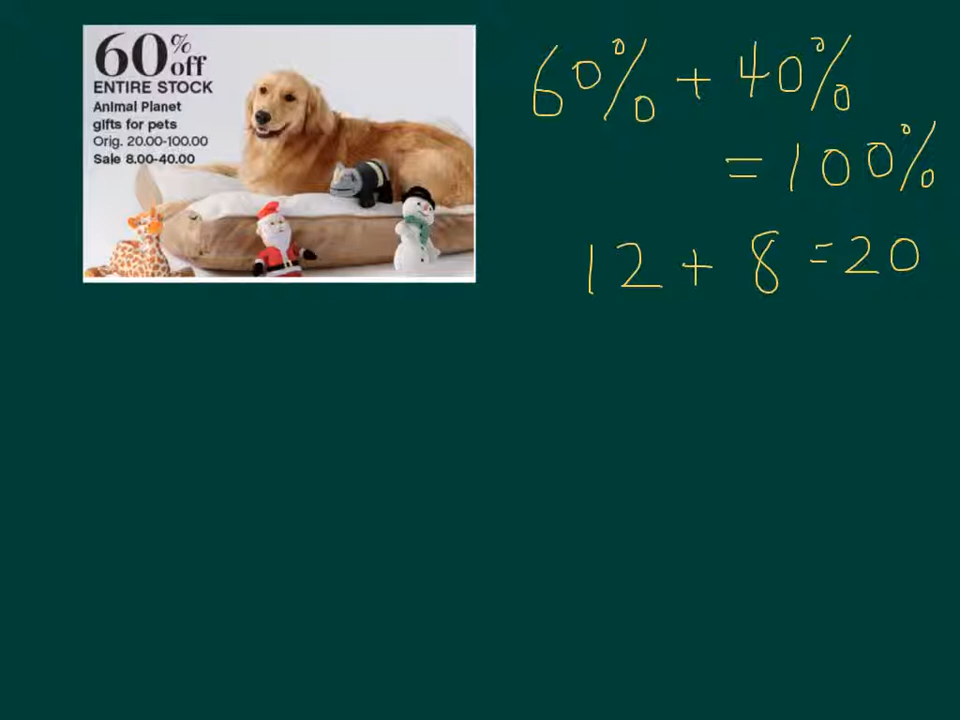 60% off
ENTIRE STOCK
Animal Planet
gifts for pets
Orig. 20.00-100.00
Sale 8.00-40.00
60% + 40%
= 100%
12 + 8 = 20